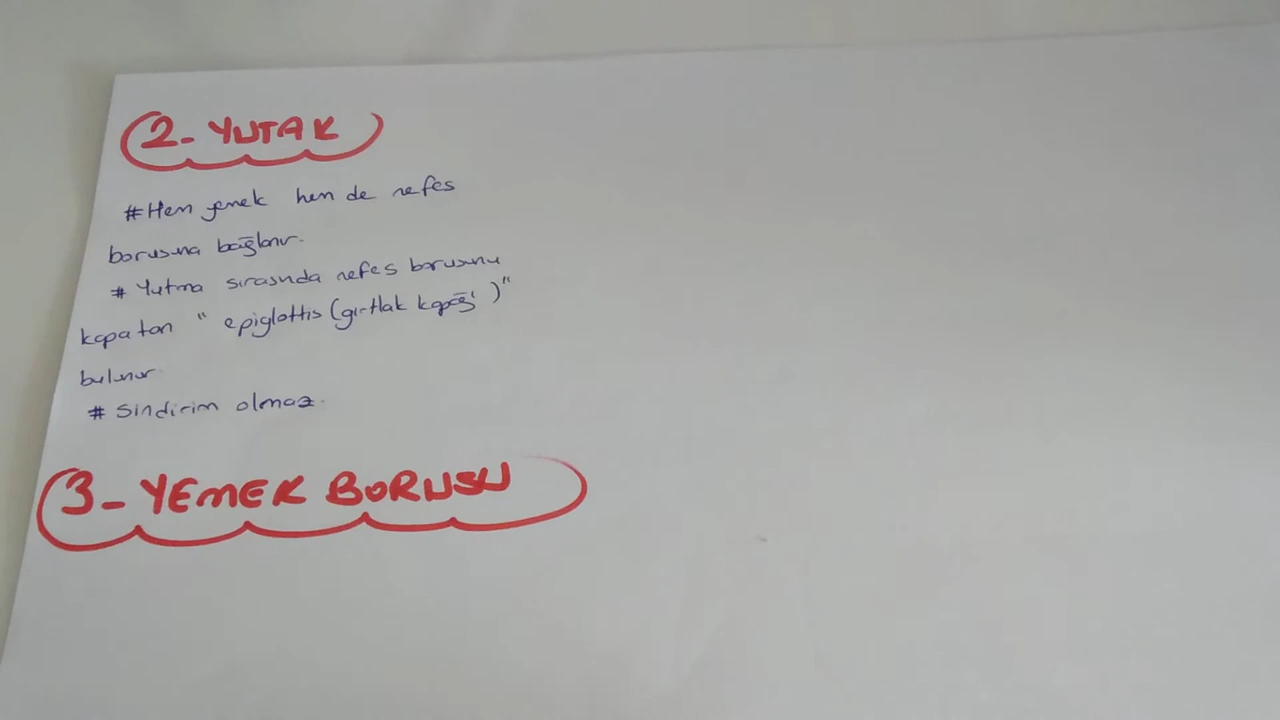 2- YUTAK
#Hem yemek hem de nefes
borusuna bağlanır.
# Yutma sırasında nefes borusunu
kapatan " epiglottis (gırtlak kapağı)"
bulunur.
# Sindirim olmaz.
3- YEMEK BORUSU